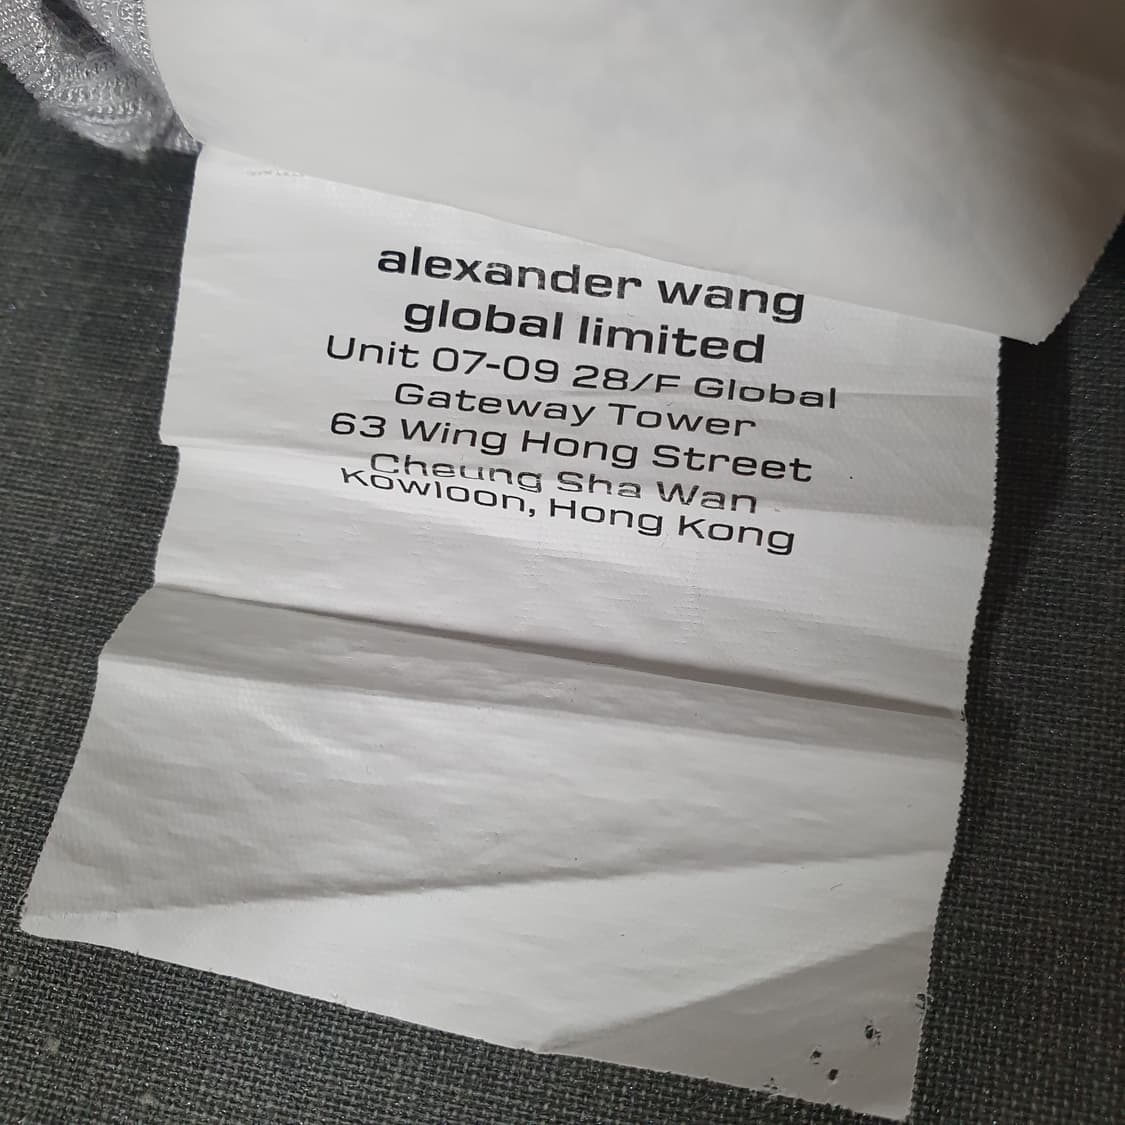 alexander wang
global limited
Unit 07-09 28/F Global
Gateway Tower
63 Wing Hong Street
Cheung Sha Wan
Kowloon, Hong Kong